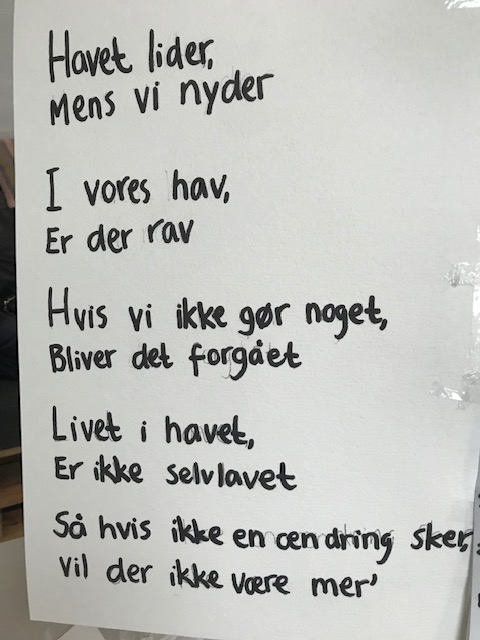 Havet lider,
Mens vi nyder
I vores hav,
Er der rav
Hvis vi ikke gør noget,
Bliver det forgået
Livet i havet,
Er ikke selvlavet
Så hvis ikke en ændring sker,
Vil der ikke være mer'